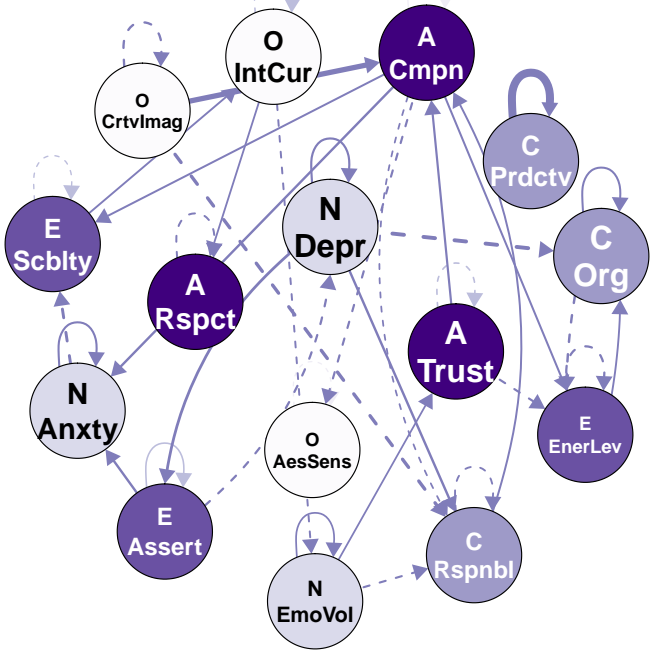 O
IntCur
A
Cmpn
O
CrtvImag
C
Prdctv
N
Depr
E
Scblty
C
Org
A
Rspct
A
Trust
N
Anxty
E
EnerLev
O
AesSens
E
Assert
C
Rspnbl
N
EmoVol